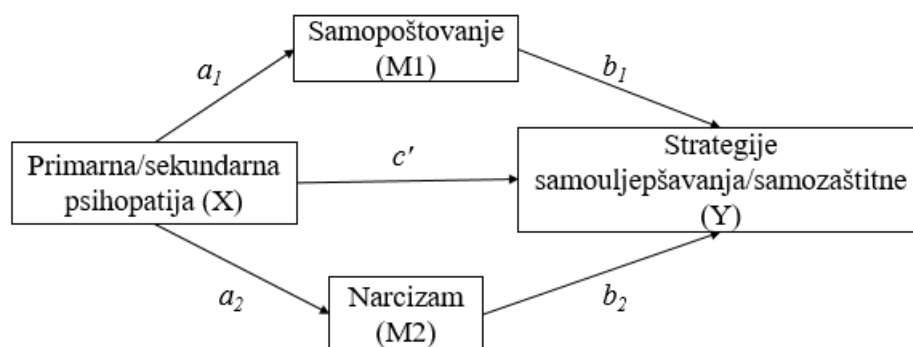 Samopoštovanje
(M1)
a1
b1
Primarna/sekundarna
psihopatija (X)
c'
Strategije
samouljepšavanja/samozaštitne
(Y)
a2
Narcizam
(M2)
b2